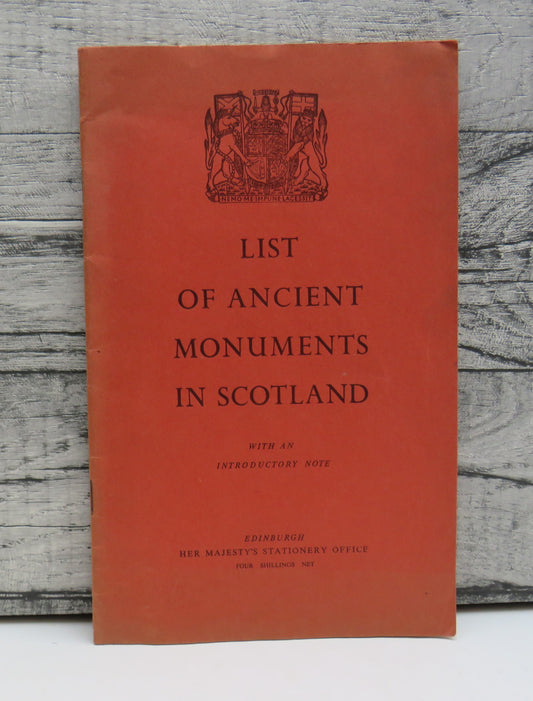 NEMO ME IMPUNE LACESSIT
LIST
OF ANCIENT
MONUMENTS
IN SCOTLAND
WITH AN
INTRODUCTORY NOTE
EDINBURGH
HER MAJESTY'S STATIONERY OFFICE
FOUR SHILLINGS NET